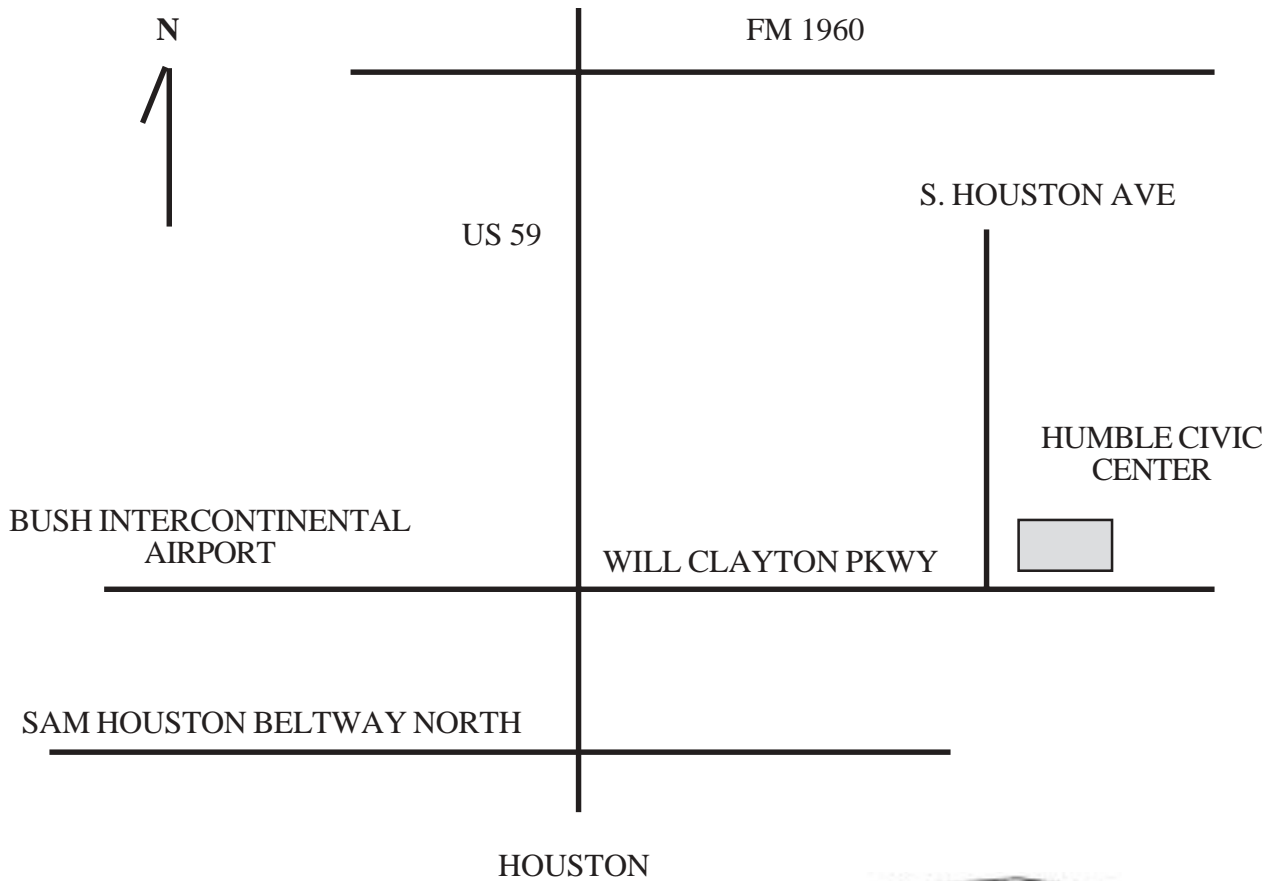 N
FM 1960
S. HOUSTON AVE
US 59
HUMBLE CIVIC
CENTER
BUSH INTERCONTINENTAL
AIRPORT
WILL CLAYTON PKWY
SAM HOUSTON BELTWAY NORTH
HOUSTON